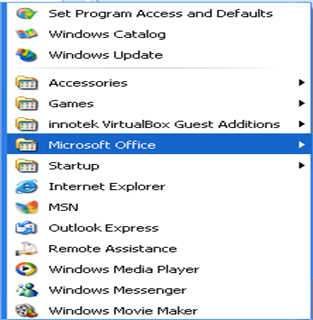 Set Program Access and Defaults
Windows Catalog
Windows Update
Accessories
Games
innotek VirtualBox Guest Additions
Microsoft Office
Startup
Internet Explorer
MSN
Outlook Express
Remote Assistance
Windows Media Player
Windows Messenger
Windows Movie Maker